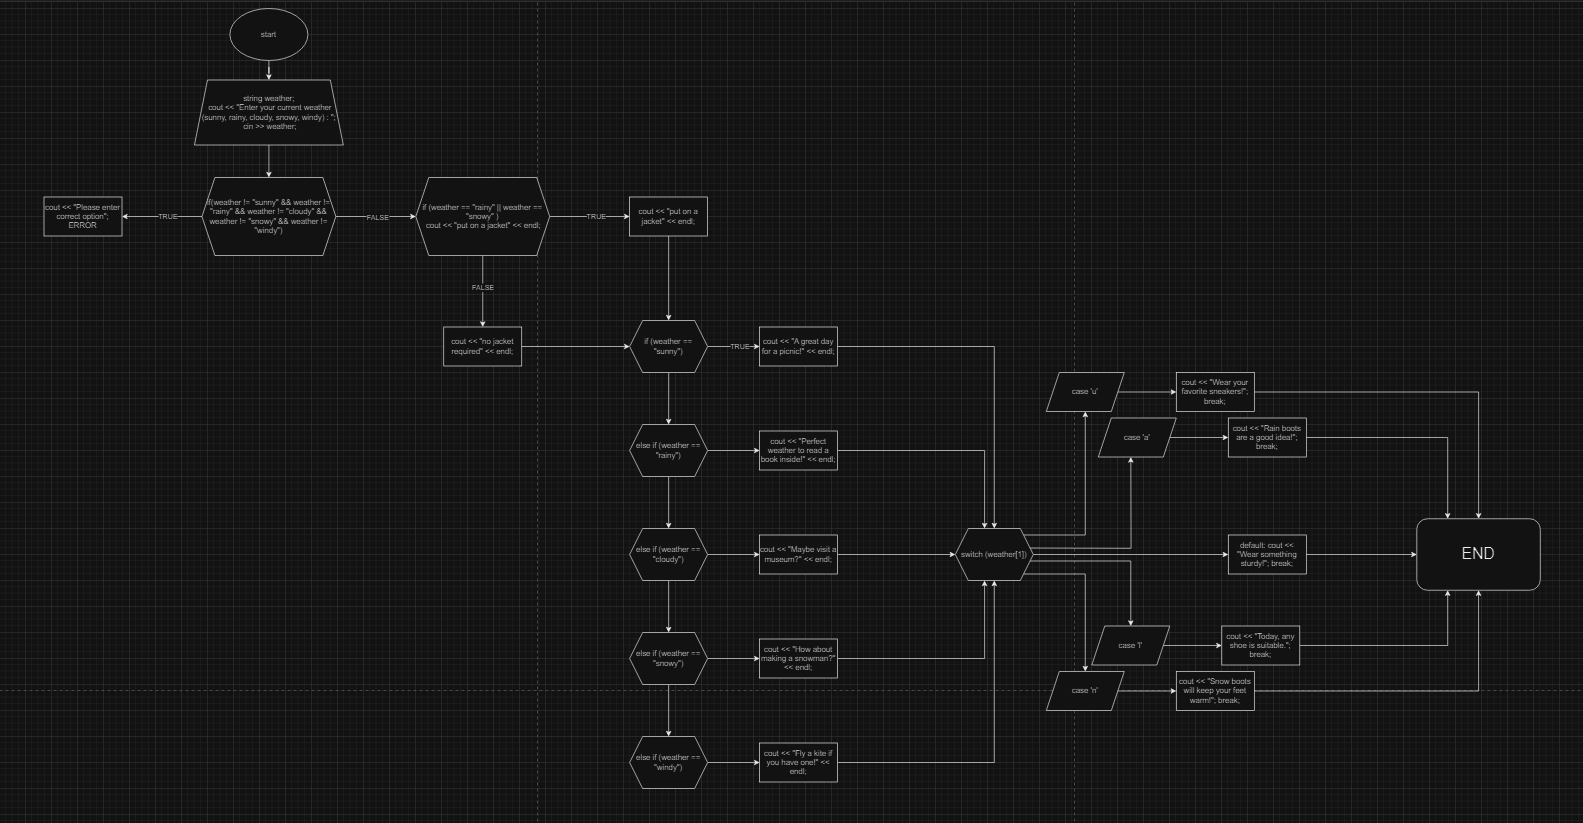 start
string weather;
cout << "Enter your current weather
(sunny, rainy, cloudy, snowy, windy) : ";
cin >> weather;
cout << "Please enter
correct option";
ERROR
TRUE
if(weather != "sunny" && weather !=
"rainy" && weather != "cloudy" &&
weather != "snowy" && weather !=
"windy")
FALSE
if (weather == "rainy" || weather ==
"snowy" )
cout << "put on a jacket" << endl;
TRUE
cout << "put on a
jacket" << endl;
FALSE
cout << "no jacket
required" << endl;
if (weather ==
"sunny")
TRUE
cout << "A great day
for a picnic!" << endl;
else if (weather ==
"rainy")
cout << "Perfect
weather to read a
book inside!" << endl;
else if (weather ==
"cloudy")
cout << "Maybe visit a
museum?" << endl;
else if (weather ==
"snowy")
cout << "How about
making a snowman?"
<< endl;
else if (weather ==
"windy")
cout << "Fly a kite if
you have one!" <<
endl;
switch (weather[1])
case 'u'
cout << "Wear your
favorite sneakers!";
break;
case 'a'
cout << "Rain boots
are a good idea!";
break;
default: cout <<
"Wear something
sturdy!"; break;
case 'l'
cout << "Today, any
shoe is suitable.";
break;
case 'n'
cout << "Snow boots
will keep your feet
warm!"; break;
END